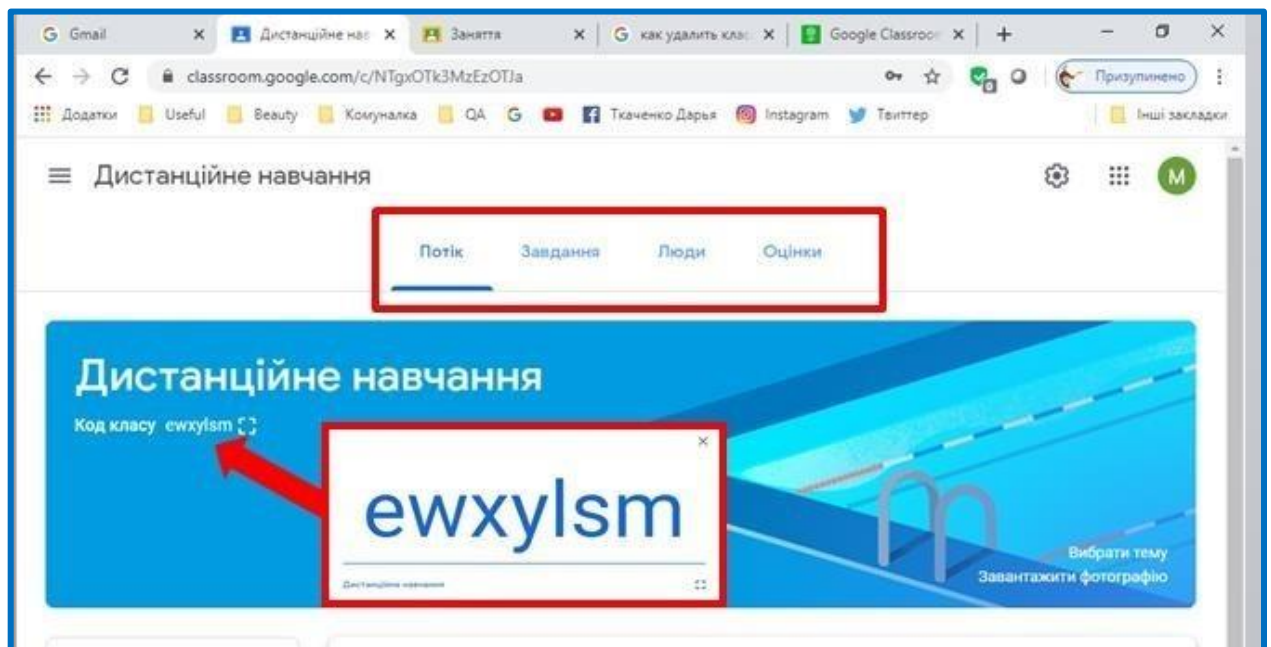 Gmail
Дистанційне нав
Заняття
как удалить клас
Google Classroo
classroom.google.com/c/NTgxOTk3MzEzOTJa
Призупинено
Додатки Useful Beauty Комуналка QA Ткаченко Дарья Instagram Твиттер Інші закладки
Дистанційне навчання
M
Потік Завдання Люди Оцінки
Дистанційне навчання
Код класу ewxylsm
ewxylsm
Дистанційне навчання
Вибрати тему
Завантажити фотографію